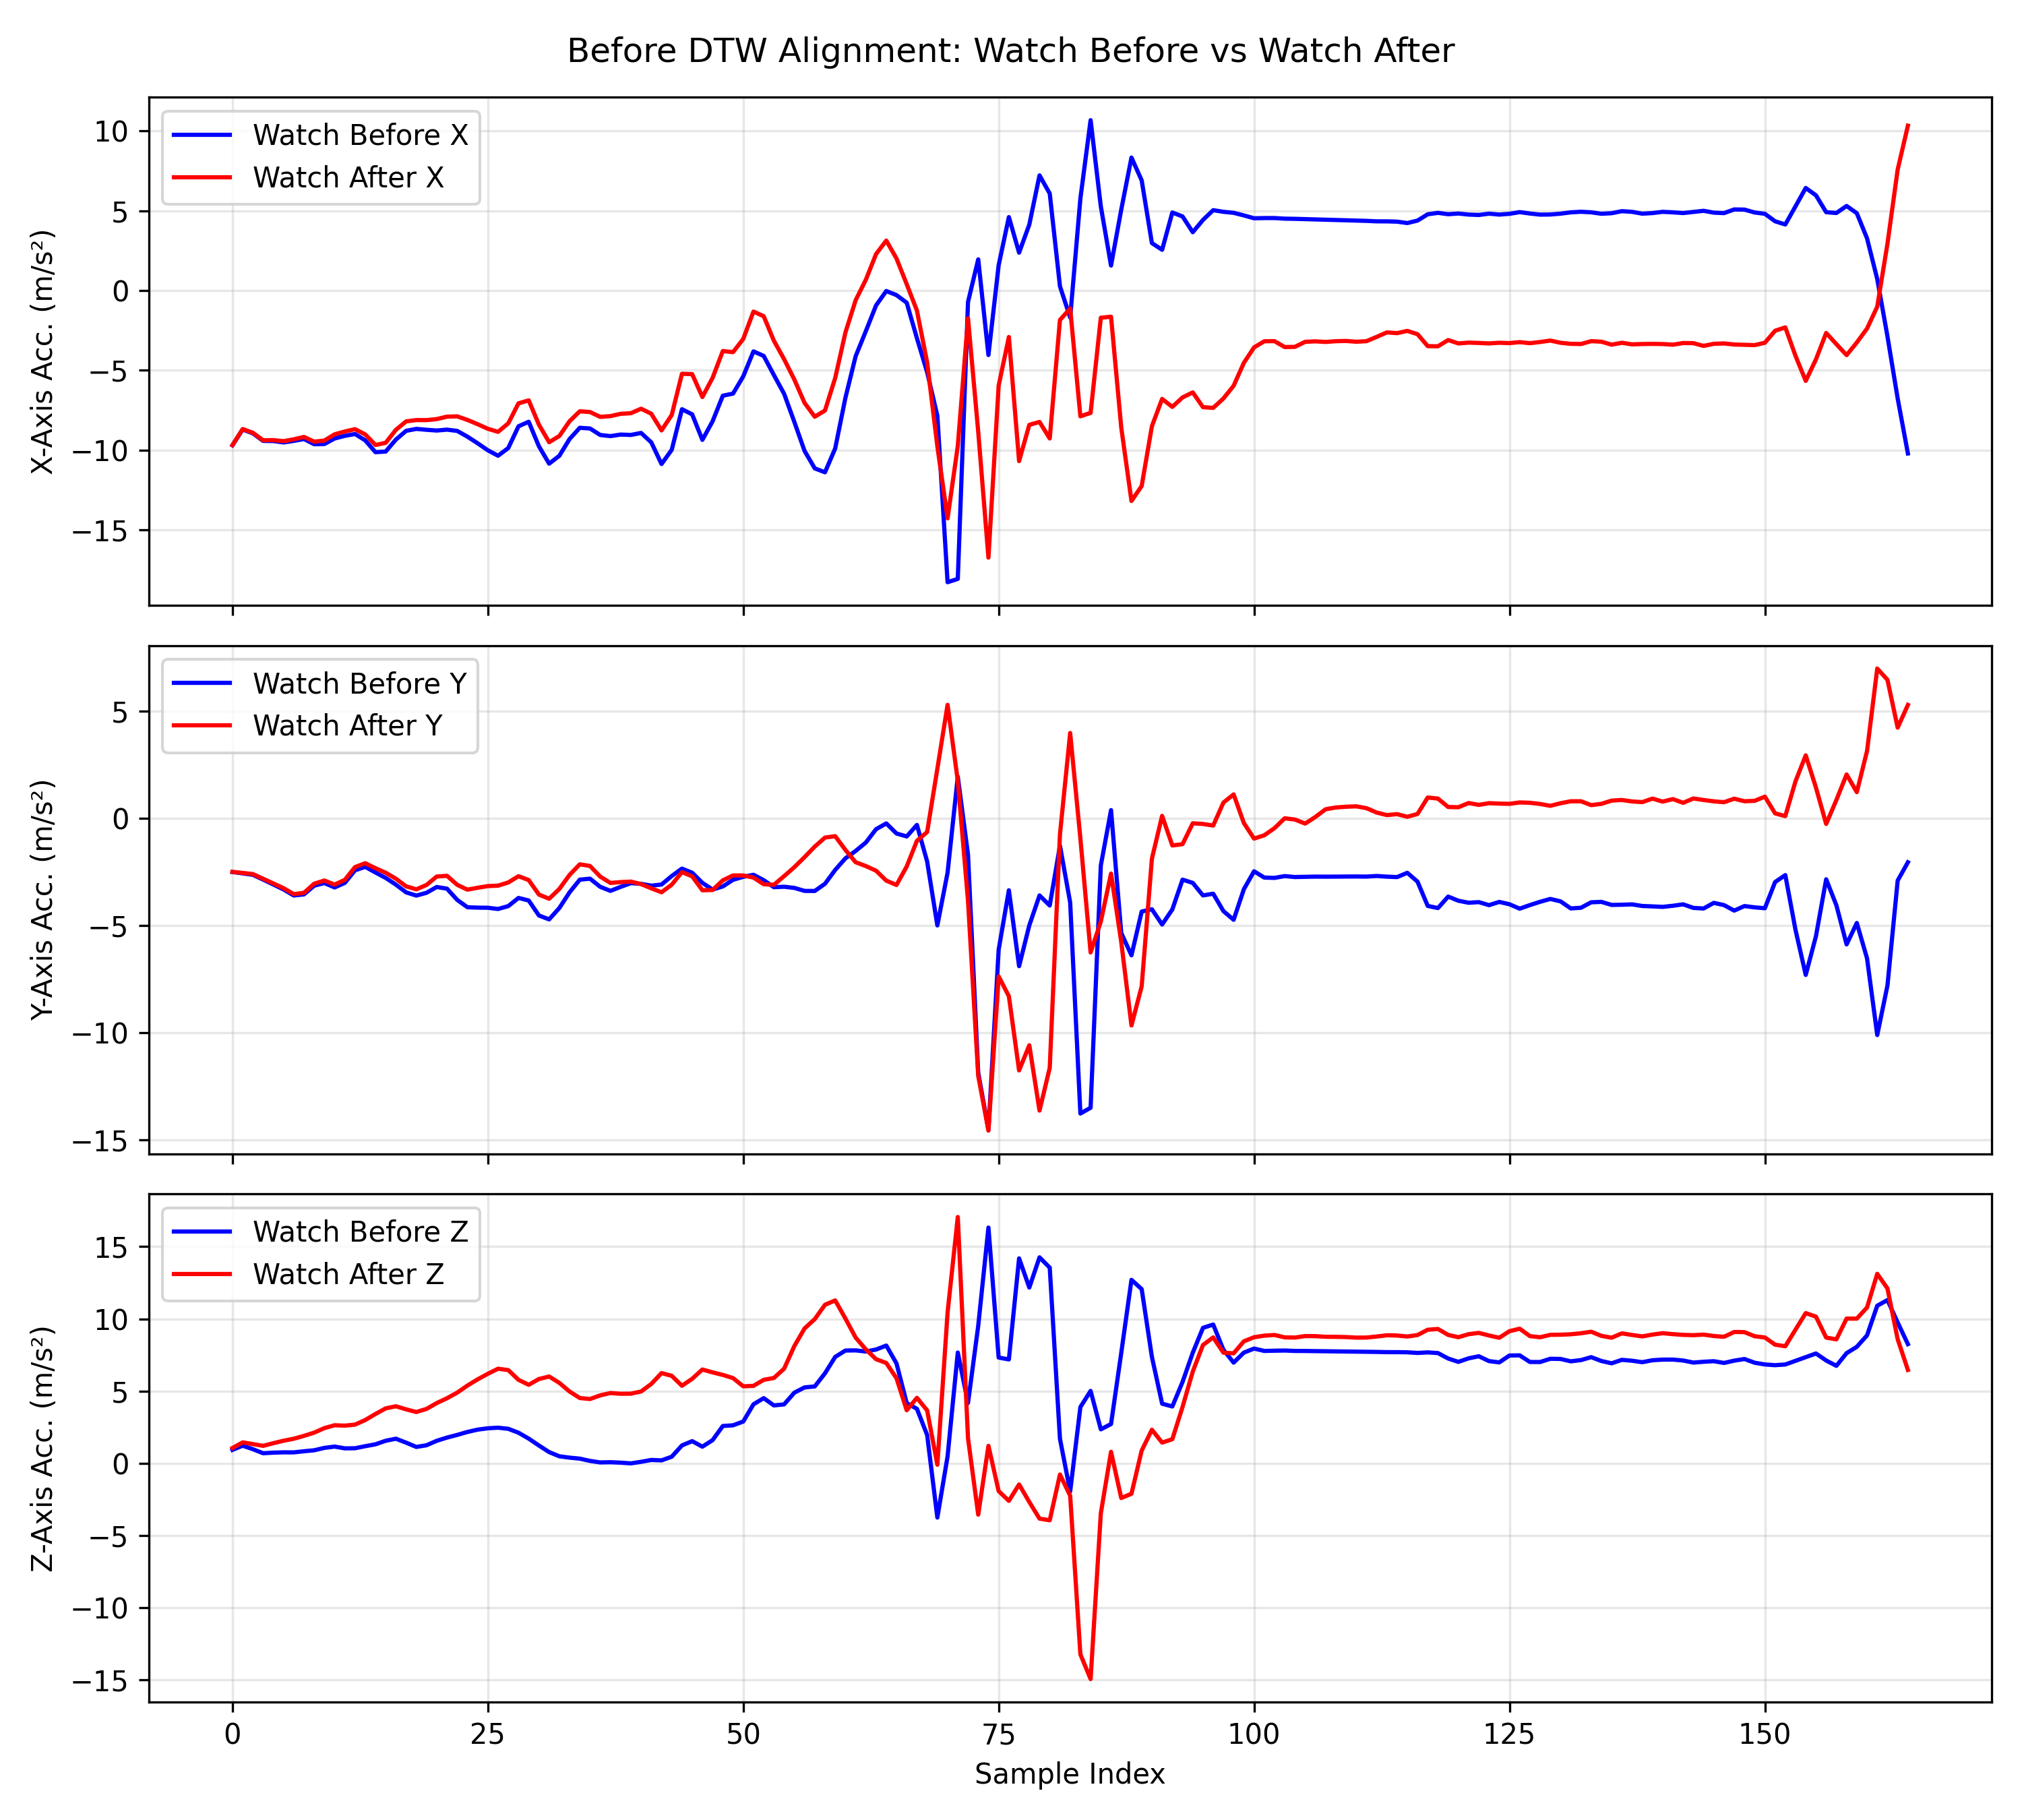 Before DTW Alignment: Watch Before vs Watch After
Watch Before X
Watch After X
X-Axis Acc. (m/s²)
10
5
0
−5
−10
−15
Watch Before Y
Watch After Y
Y-Axis Acc. (m/s²)
5
0
−5
−10
−15
Watch Before Z
Watch After Z
Z-Axis Acc. (m/s²)
15
10
5
0
−5
−10
−15
0 25 50 75 100 125 150
Sample Index